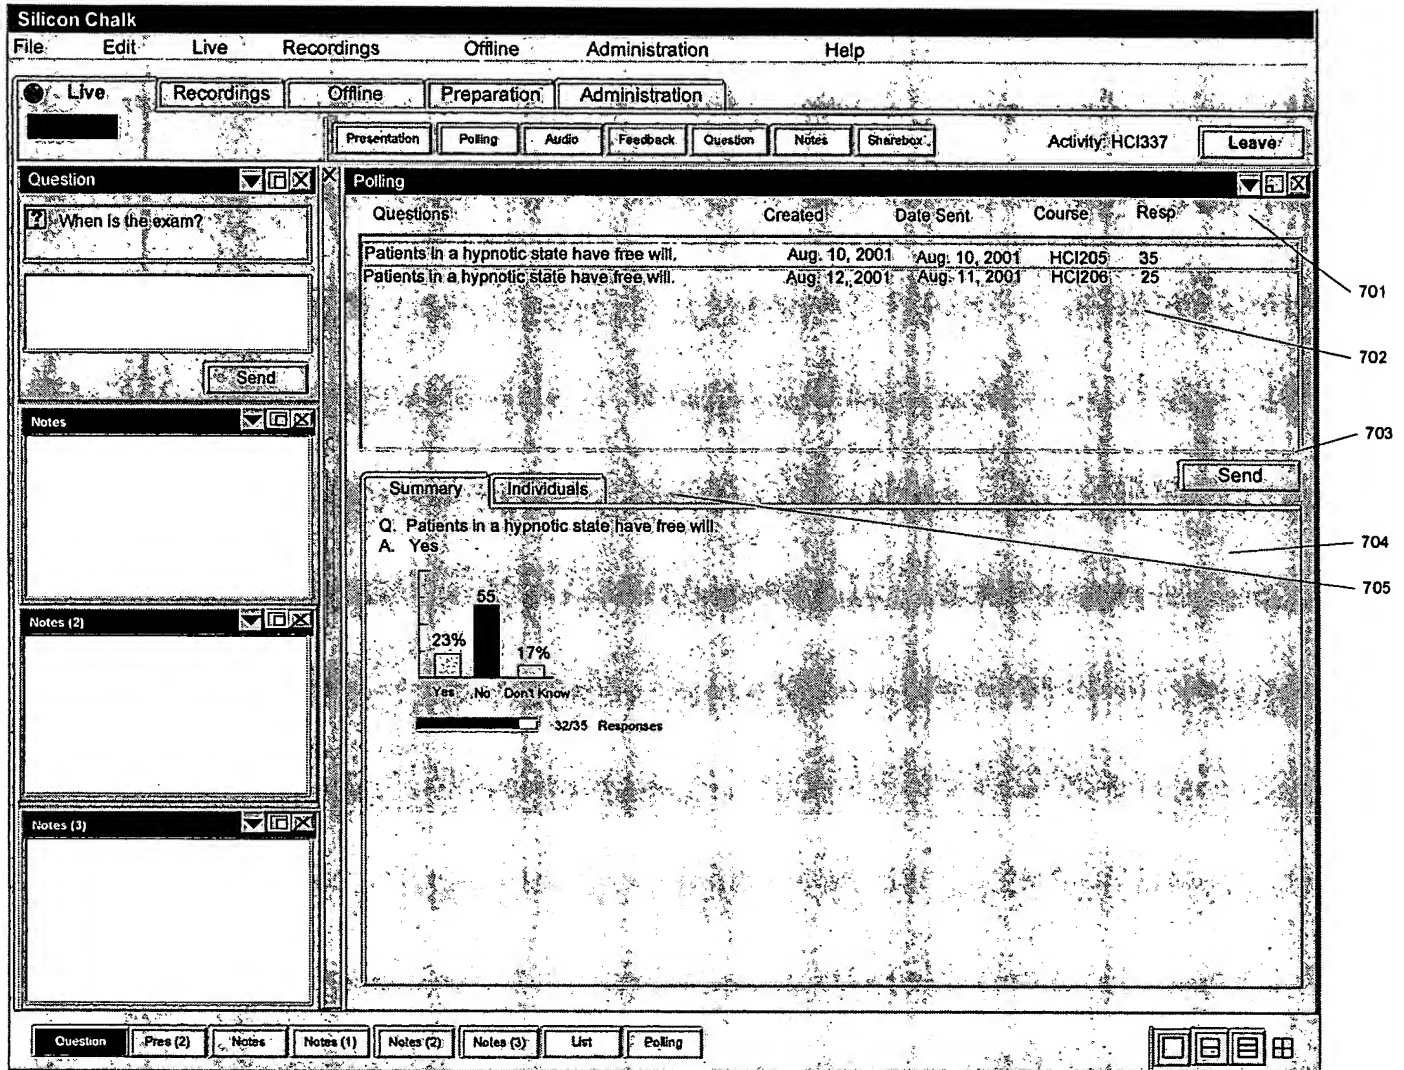 Silicon Chalk
File Edit Live Recordings Offline Administration Help
Live Recordings Offline Preparation Administration
Presentation Polling Audio Feedback Question Notes Sharebox Activity: HCI337 Leave
Question
? When is the exam?
Send
Notes
Notes (2)
Notes (3)
Polling
Questions Created Date Sent Course Resp
Patients in a hypnotic state have free will. Aug. 10, 2001 Aug. 10, 2001 HCI205 35
Patients in a hypnotic state have free will. Aug. 12, 2001 Aug. 11, 2001 HCI206 25
Send
Summary Individuals
Q. Patients in a hypnotic state have free will.
A. Yes
55
23%
17%
Yes No Don't Know
32/35 Responses
701
702
703
704
705
Question Pres (2) Notes Notes (1) Notes (2) Notes (3) List Polling